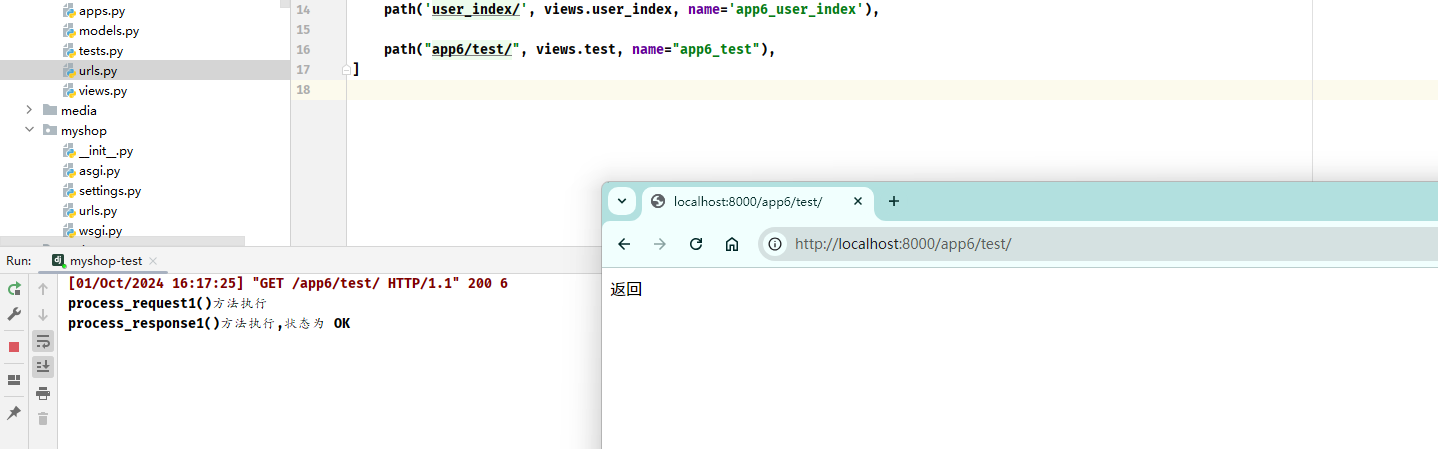 apps.py
models.py
tests.py
urls.py
views.py
media
myshop
__init__.py
asgi.py
settings.py
urls.py
wsgi.py
14 path('user_index/', views.user_index, name='app6_user_index'),
15
16 path("app6/test/", views.test, name="app6_test"),
17 ]
18
localhost:8000/app6/test/
http://localhost:8000/app6/test/
返回
Run: myshop-test
[01/Oct/2024 16:17:25] "GET /app6/test/ HTTP/1.1" 200 6
process_request1()方法执行
process_response1()方法执行,状态为 OK